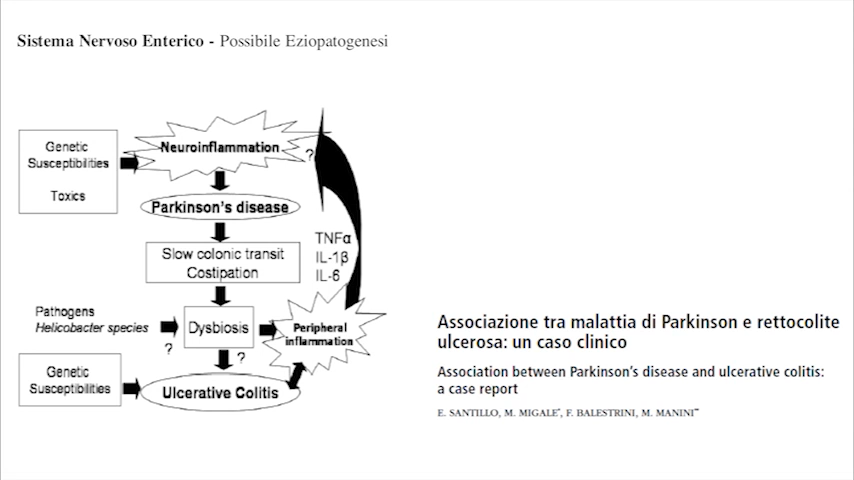 Sistema Nervoso Enterico - Possibile Eziopatogenesi
Genetic
Susceptibilities
Toxics
Neuroinflammation
?
Parkinson's disease
Slow colonic transit
Costipation
TNFα
IL-1β
IL-6
Pathogens
Helicobacter species
?
Dysbiosis
?
Peripheral
inflammation
Genetic
Susceptibilities
Ulcerative Colitis
Associazione tra malattia di Parkinson e rettocolite
ulcerosa: un caso clinico
Association between Parkinson's disease and ulcerative colitis:
a case report
E. SANTILLO, M. MIGALE*, F. BALESTRINI, M. MANINI**